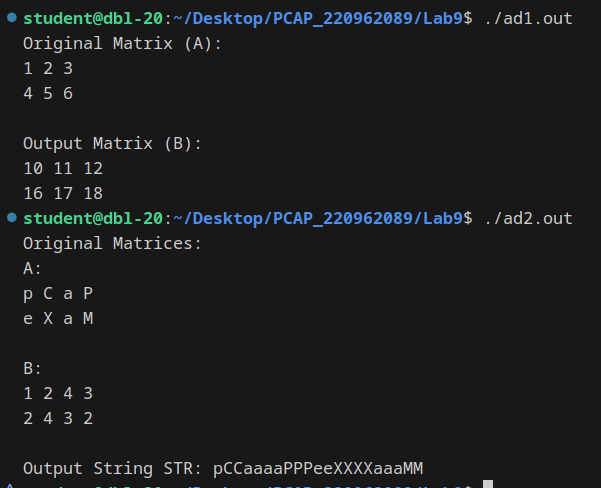 student@dbl-20:~/Desktop/PCAP_220962089/Lab9$ ./ad1.out
Original Matrix (A):
1 2 3
4 5 6
Output Matrix (B):
10 11 12
16 17 18
student@dbl-20:~/Desktop/PCAP_220962089/Lab9$ ./ad2.out
Original Matrices:
A:
p C a P
e X a M
B:
1 2 4 3
2 4 3 2
Output String STR: pCCaaaaPPPeeXXXXaaaMM